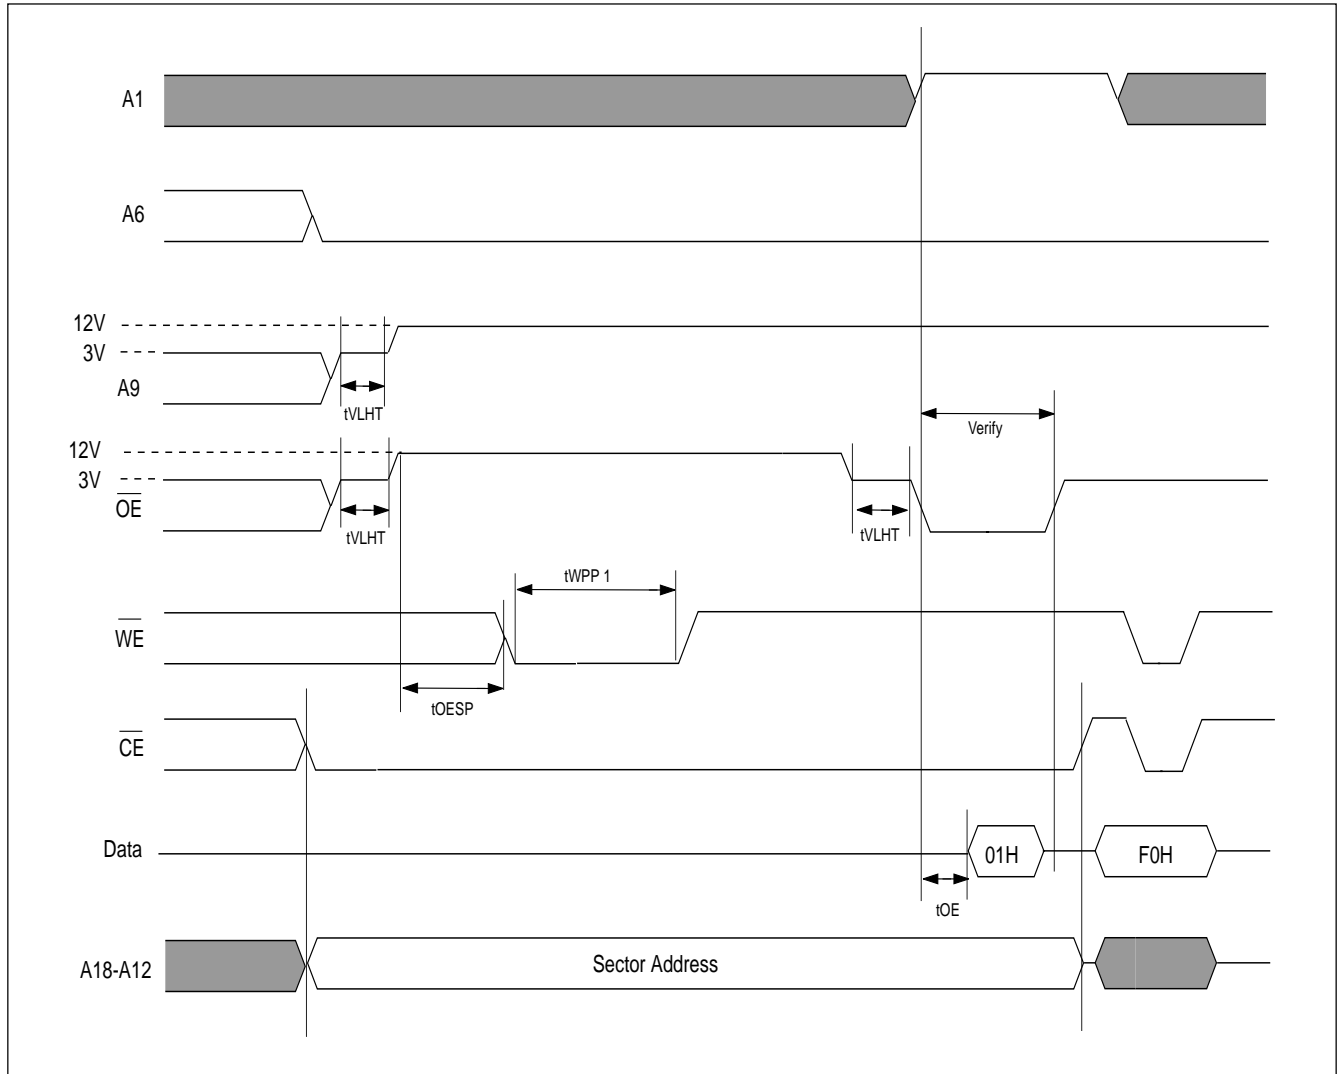 A1
A6
12V
3V
A9
tVLHT
Verify
12V
3V
OE
tVLHT
tVLHT
tWPP 1
WE
tOESP
CE
Data
01H
F0H
tOE
A18-A12
Sector Address